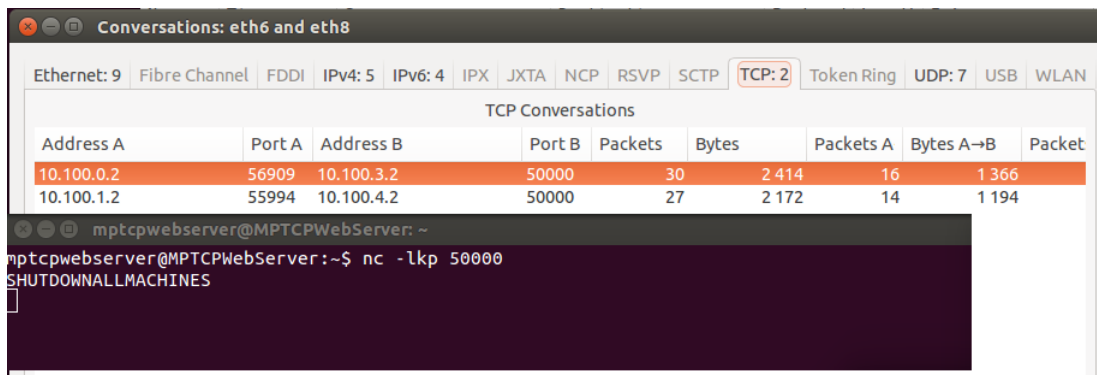 Conversations: eth6 and eth8
Ethernet: 9 Fibre Channel FDDI IPv4: 5 IPv6: 4 IPX JXTA NCP RSVP SCTP TCP: 2 Token Ring UDP: 7 USB WLAN
TCP Conversations
Address A Port A Address B Port B Packets Bytes Packets A Bytes A→B Packet
10.100.0.2 56909 10.100.3.2 50000 30 2 414 16 1 366
10.100.1.2 55994 10.100.4.2 50000 27 2 172 14 1 194
mptcpwebserver@MPTCPWebServer: ~
mptcpwebserver@MPTCPWebServer:~$ nc -lkp 50000
SHUTDOWNALLMACHINES